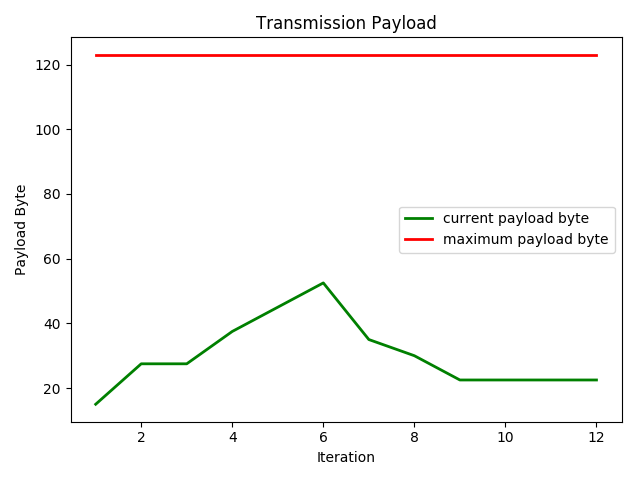 Transmission Payload
120
100
80
60
40
20
Payload Byte
current payload byte
maximum payload byte
2 4 6 8 10 12
Iteration